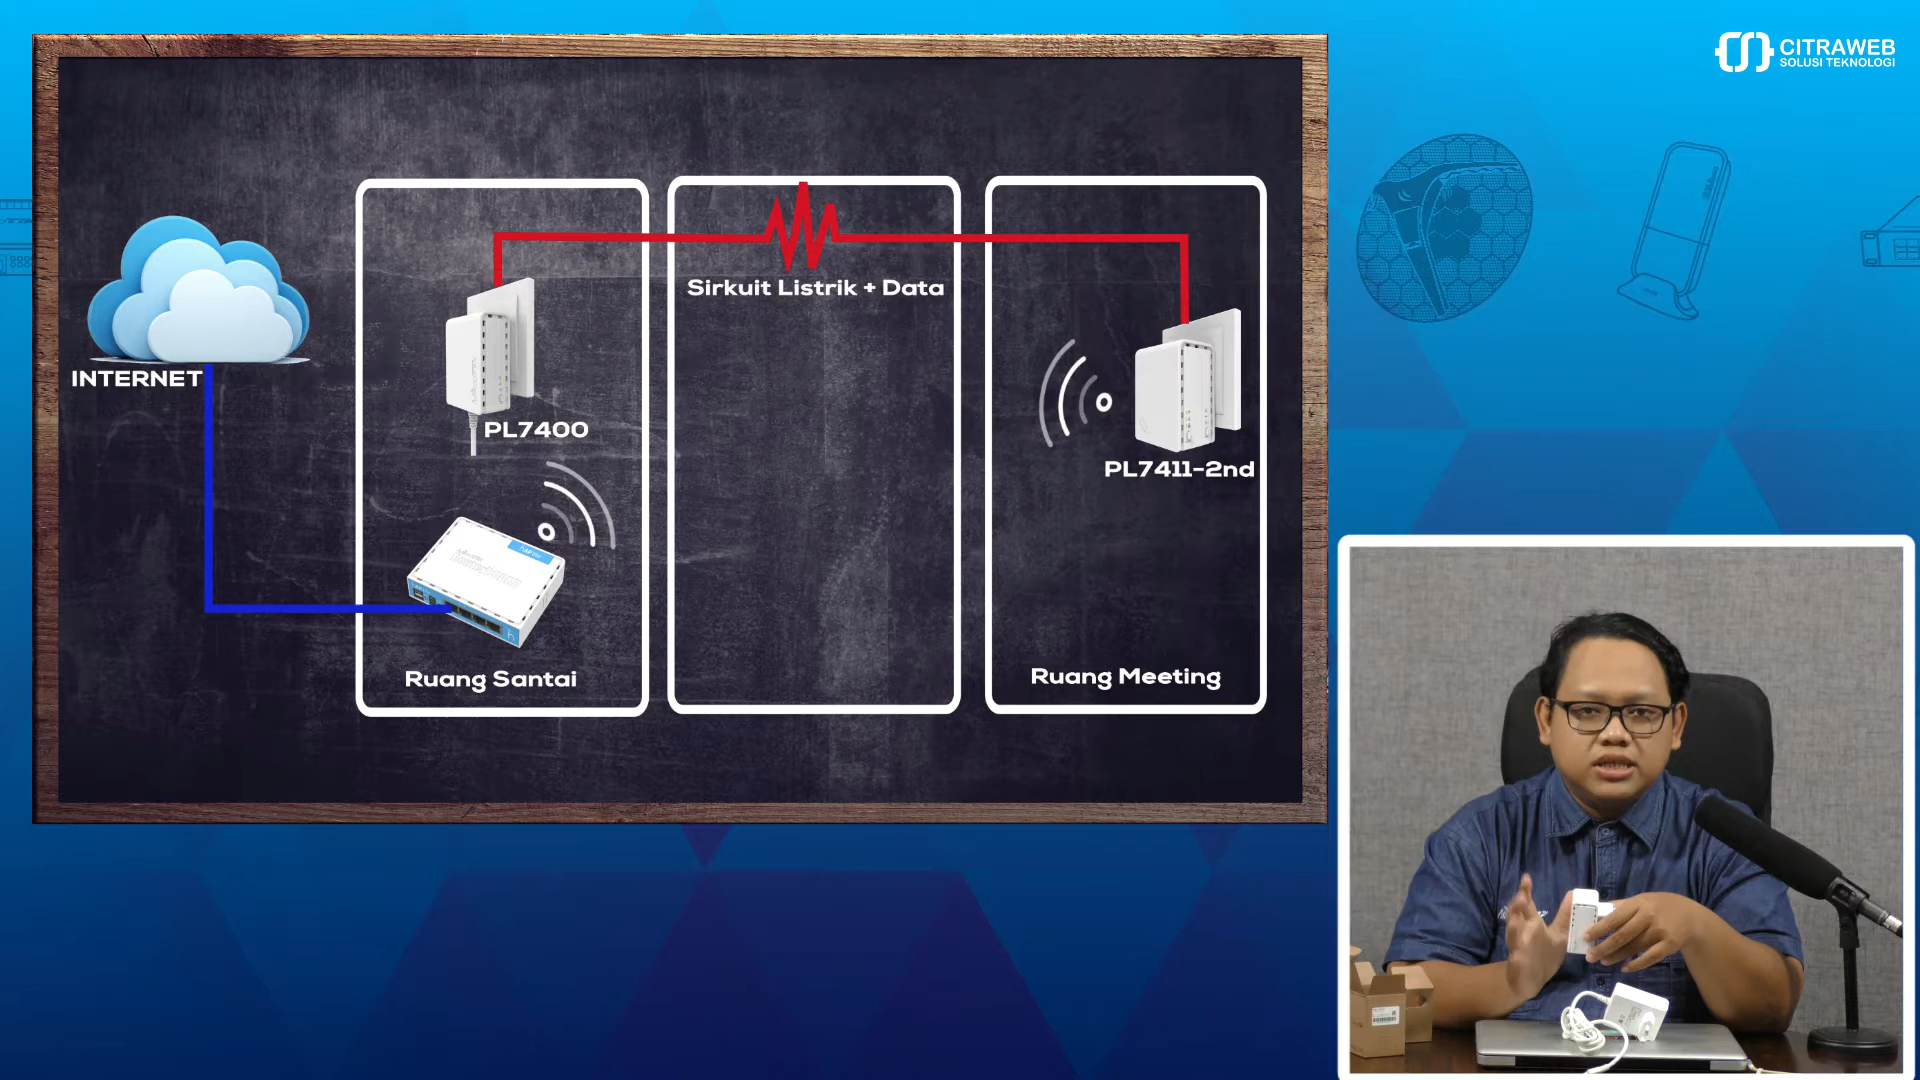 CITRAWEB
SOLUSI TEKNOLOGI
INTERNET
Sirkuit Listrik + Data
PL7400
PL7411-2nd
Ruang Santai
Ruang Meeting